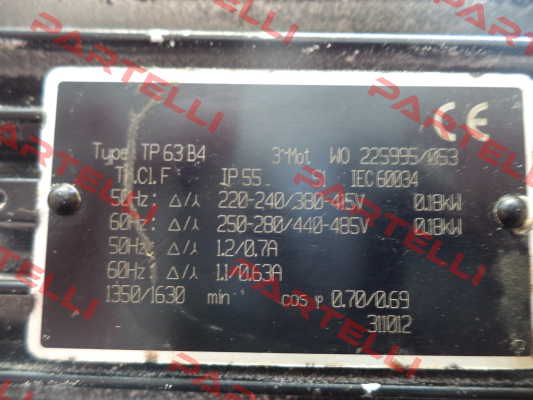 PARTELLI
PARTELLI
PARTELLI
CE
Type: TP 63 B4 3~Mot WO 225995/053
Th.Cl. F IP 55 S1 IEC 60034
50Hz: Δ/⅄ 220-240/380-415V 0.18kW
60Hz: Δ/⅄ 250-280/440-485V 0.18kW
50Hz: Δ/⅄ 1.2/0.7A
60Hz: Δ/⅄ 1.1/0.63A
1350/1630 min⁻ cos φ 0.70/0.69
311012
PARTELLI
PARTELLI
PARTELLI